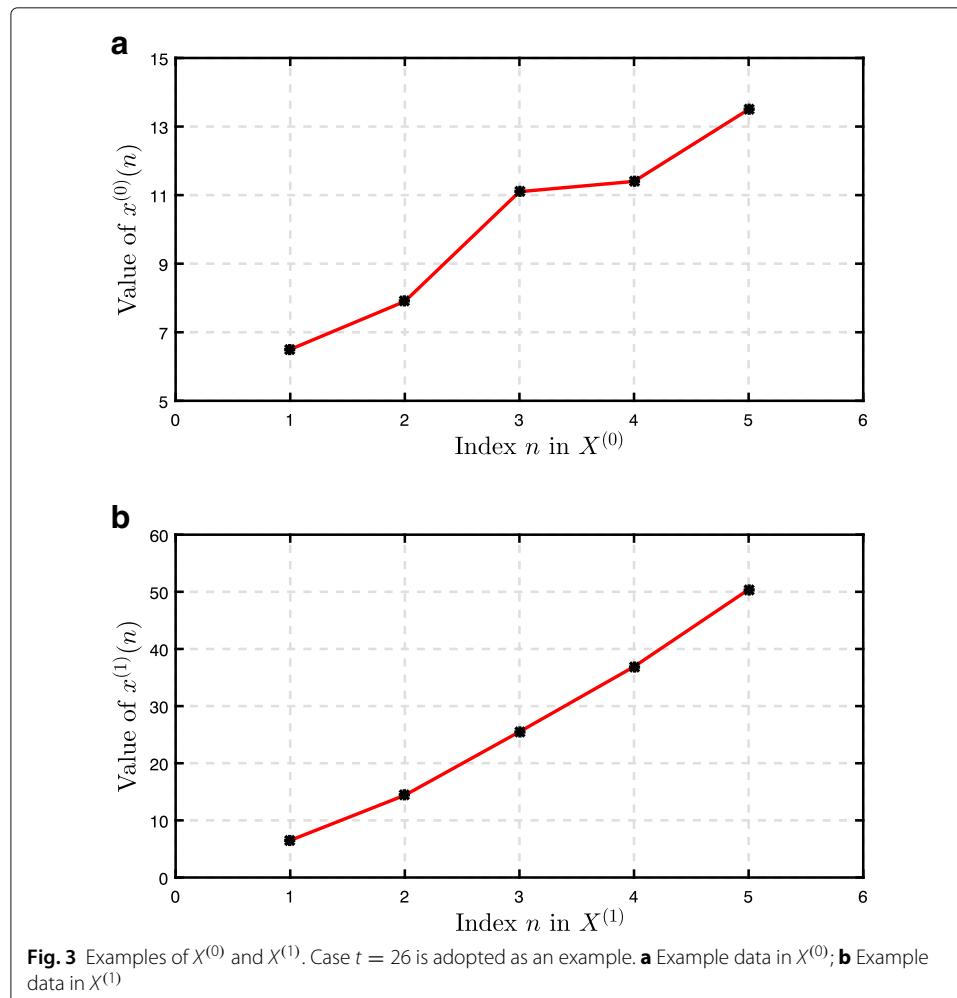 a
15
13
11
9
7
5
Value of x^(0)(n)
0 1 2 3 4 5 6
Index n in X^(0)
b
60
50
40
30
20
10
0
Value of x^(1)(n)
0 1 2 3 4 5 6
Index n in X^(1)
Fig. 3 Examples of X^(0) and X^(1). Case t = 26 is adopted as an example. a Example data in X^(0); b Example
data in X^(1)